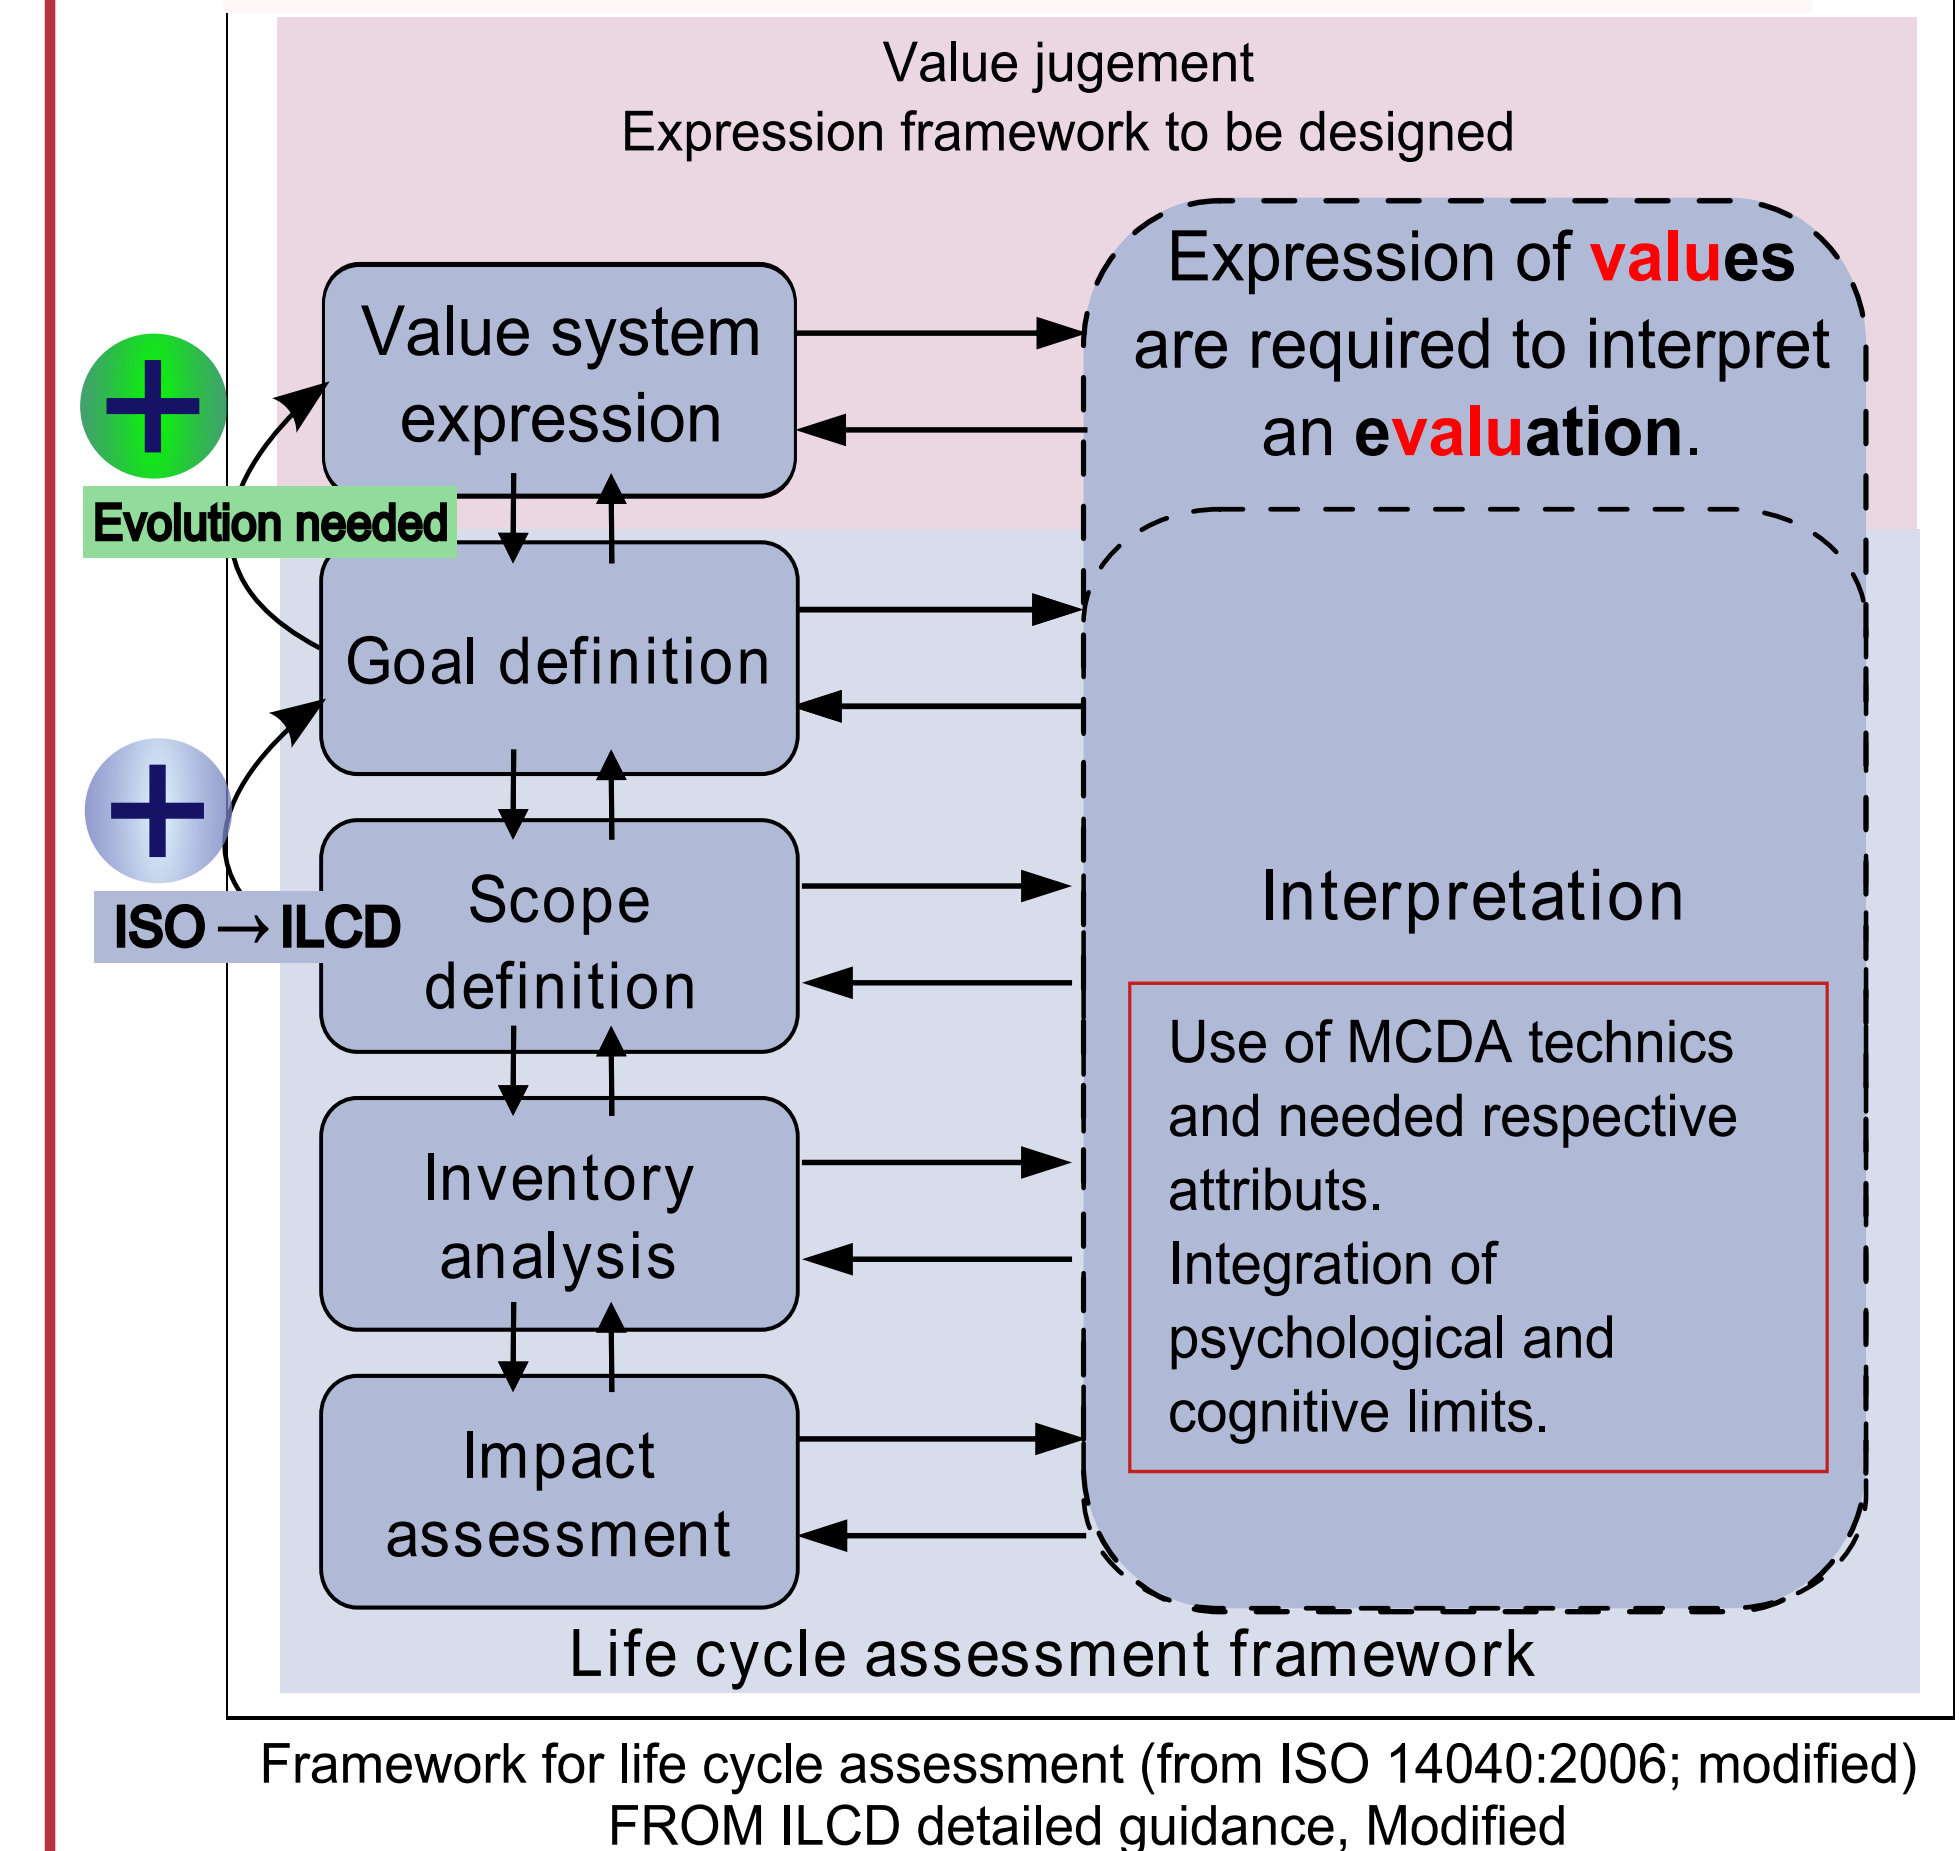 Value jugement
Expression framework to be designed
Expression of values
are required to interpret
an evaluation.
Value system
expression
Evolution needed
Goal definition
ISO → ILCD
Scope
definition
Interpretation
Use of MCDA technics
and needed respective
attributs.
Integration of
psychological and
cognitive limits.
Inventory
analysis
Impact
assessment
Life cycle assessment framework
Framework for life cycle assessment (from ISO 14040:2006; modified)
FROM ILCD detailed guidance, Modified